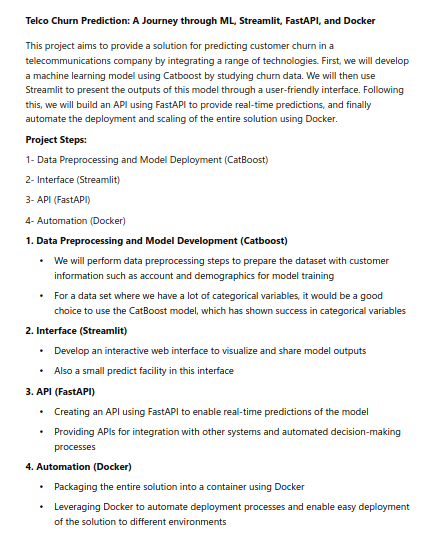 Telco Churn Prediction: A Journey through ML, Streamlit, FastAPI, and Docker
This project aims to provide a solution for predicting customer churn in a
telecommunications company by integrating a range of technologies. First, we will develop
a machine learning model using Catboost by studying churn data. We will then use
Streamlit to present the outputs of this model through a user-friendly interface. Following
this, we will build an API using FastAPI to provide real-time predictions, and finally
automate the deployment and scaling of the entire solution using Docker.
Project Steps:
1- Data Preprocessing and Model Deployment (CatBoost)
2- Interface (Streamlit)
3- API (FastAPI)
4- Automation (Docker)
1. Data Preprocessing and Model Development (Catboost)
• We will perform data preprocessing steps to prepare the dataset with customer
information such as account and demographics for model training
• For a data set where we have a lot of categorical variables, it would be a good
choice to use the CatBoost model, which has shown success in categorical variables
2. Interface (Streamlit)
• Develop an interactive web interface to visualize and share model outputs
• Also a small predict facility in this interface
3. API (FastAPI)
• Creating an API using FastAPI to enable real-time predictions of the model
• Providing APIs for integration with other systems and automated decision-making
processes
4. Automation (Docker)
• Packaging the entire solution into a container using Docker
• Leveraging Docker to automate deployment processes and enable easy deployment
of the solution to different environments